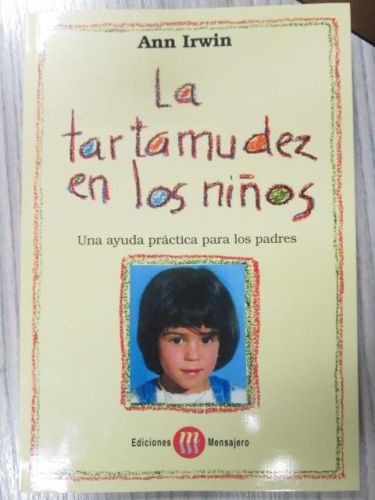 Ann Irwin
La
tartamudez
en los niños
Una ayuda práctica para los padres
Ediciones m Mensajero